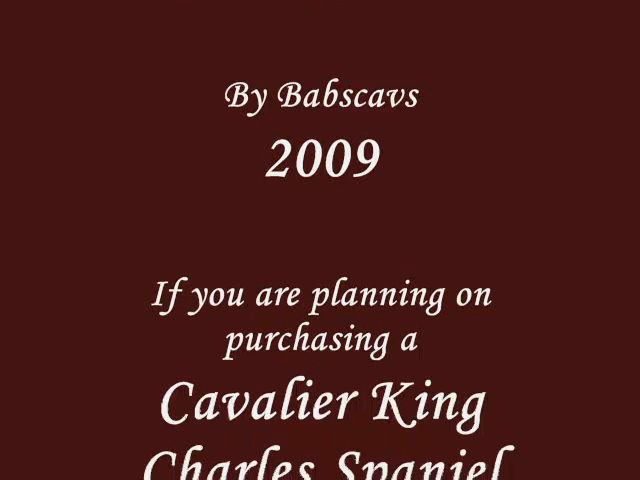 By Babscavs
2009
If you are planning on
purchasing a
Cavalier King
Charles Spaniel